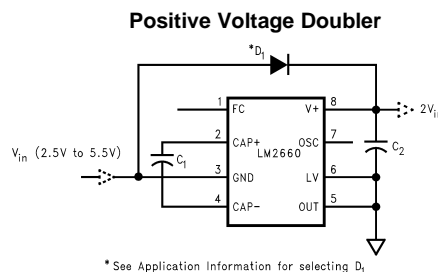 Positive Voltage Doubler
*D1
1 FC V+ 8 2Vin
2 CAP+ OSC 7
Vin (2.5V to 5.5V) C1 LM2660 C2
3 GND LV 6
4 CAP- OUT 5
*See Application Information for selecting D1